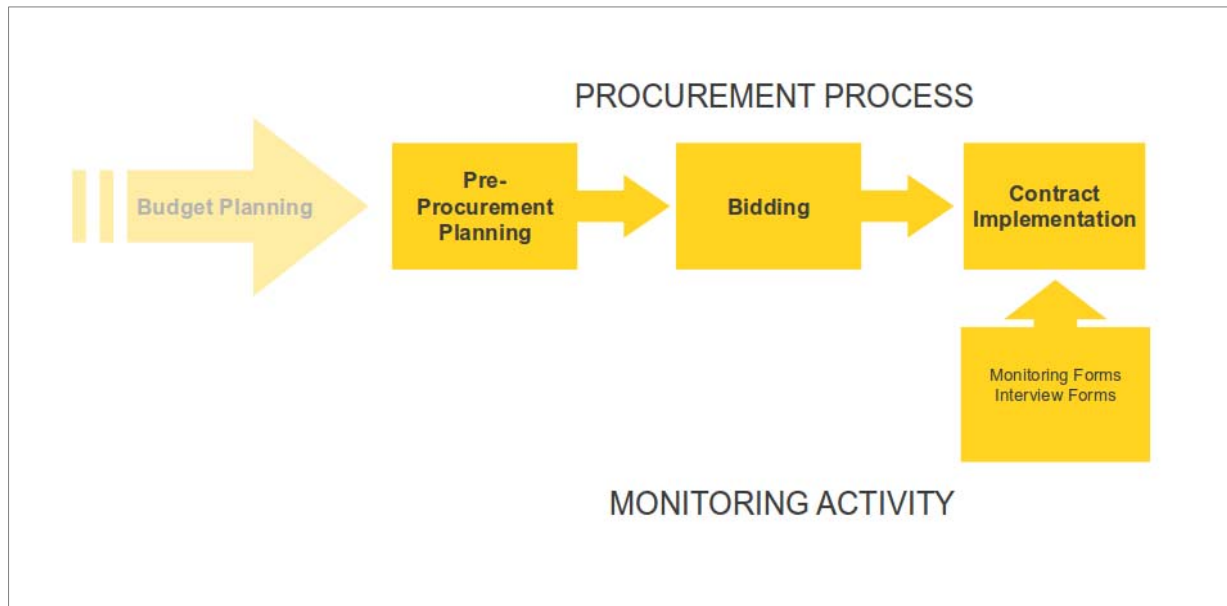 PROCUREMENT PROCESS
Budget Planning
Pre-
Procurement
Planning
Bidding
Contract
Implementation
Monitoring Forms
Interview Forms
MONITORING ACTIVITY